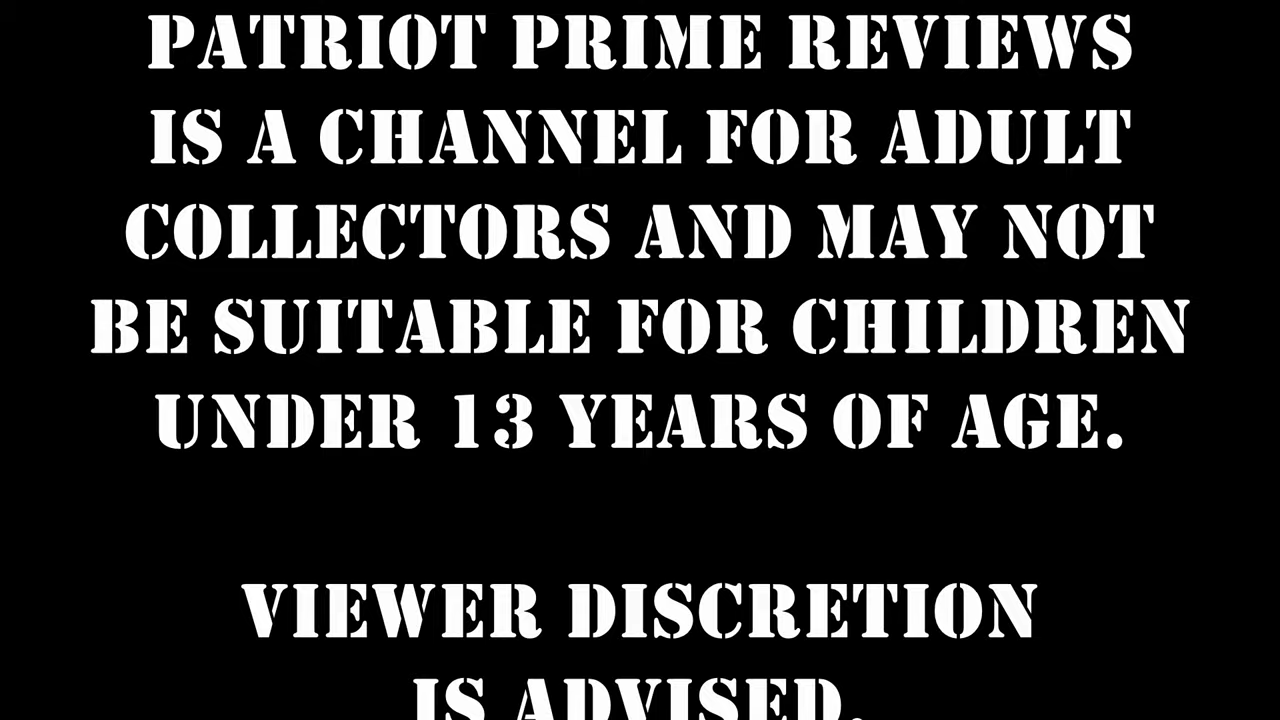 PATRIOT PRIME REVIEWS
IS A CHANNEL FOR ADULT
COLLECTORS AND MAY NOT
BE SUITABLE FOR CHILDREN
UNDER 13 YEARS OF AGE.
VIEWER DISCRETION
IS ADVISED.